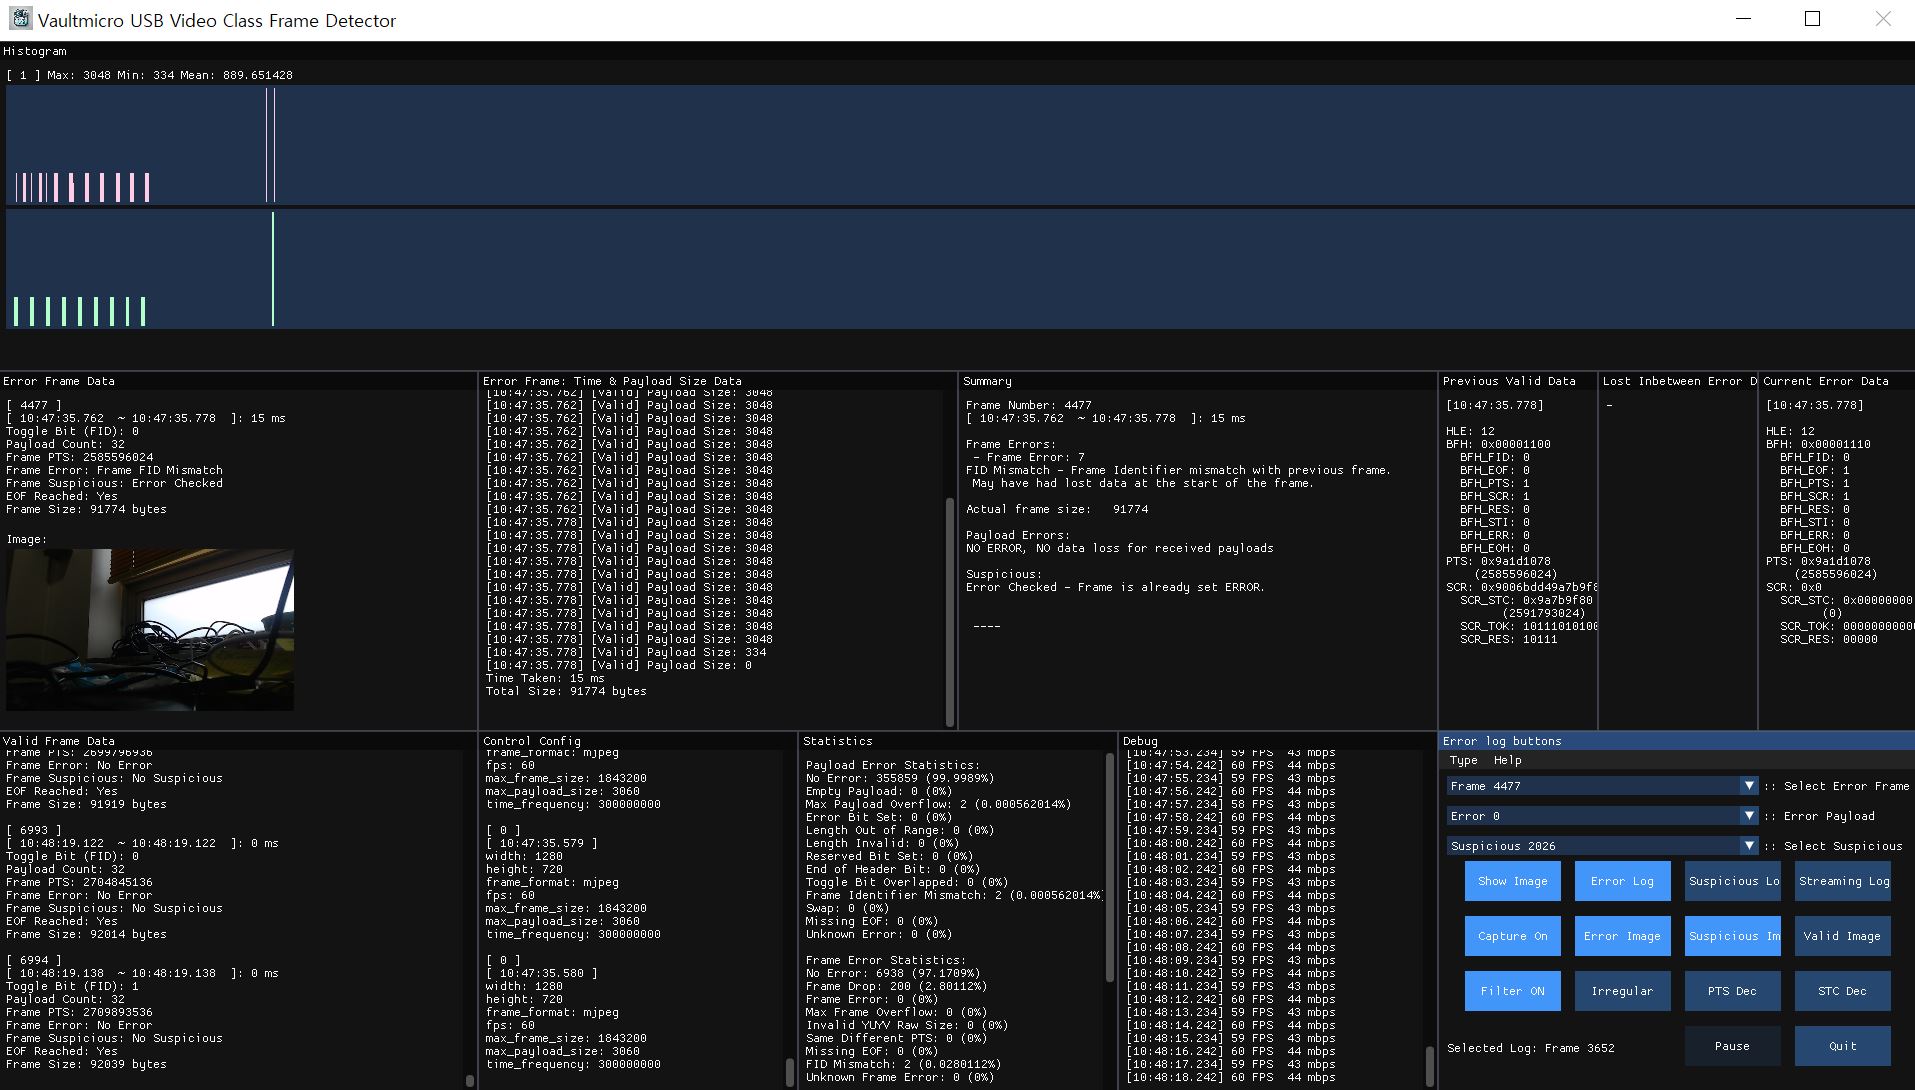 Vaultmicro USB Video Class Frame Detector
Histogram
[ 1 ] Max: 3048 Min: 334 Mean: 889.651428
Error Frame Data
[ 4477 ]
[ 10:47:35.762  ~ 10:47:35.778  ]: 15 ms
Toggle Bit (FID): 0
Payload Count: 32
Frame PTS: 2585596024
Frame Error: Frame FID Mismatch
Frame Suspicious: Error Checked
EOF Reached: Yes
Frame Size: 91774 bytes
Image:
Error Frame: Time & Payload Size Data
[10:47:35.762] [Valid] Payload Size: 3048
[10:47:35.762] [Valid] Payload Size: 3048
[10:47:35.762] [Valid] Payload Size: 3048
[10:47:35.762] [Valid] Payload Size: 3048
[10:47:35.762] [Valid] Payload Size: 3048
[10:47:35.762] [Valid] Payload Size: 3048
[10:47:35.762] [Valid] Payload Size: 3048
[10:47:35.762] [Valid] Payload Size: 3048
[10:47:35.762] [Valid] Payload Size: 3048
[10:47:35.762] [Valid] Payload Size: 3048
[10:47:35.778] [Valid] Payload Size: 3048
[10:47:35.778] [Valid] Payload Size: 3048
[10:47:35.778] [Valid] Payload Size: 3048
[10:47:35.778] [Valid] Payload Size: 3048
[10:47:35.778] [Valid] Payload Size: 3048
[10:47:35.778] [Valid] Payload Size: 3048
[10:47:35.778] [Valid] Payload Size: 3048
[10:47:35.778] [Valid] Payload Size: 3048
[10:47:35.778] [Valid] Payload Size: 3048
[10:47:35.778] [Valid] Payload Size: 3048
[10:47:35.778] [Valid] Payload Size: 334
[10:47:35.778] [Valid] Payload Size: 0
Time Taken: 15 ms
Total Size: 91774 bytes
Summary
Frame Number: 4477
[ 10:47:35.762  ~ 10:47:35.778  ]: 15 ms
Frame Errors:
- Frame Error: 7
FID Mismatch - Frame Identifier mismatch with previous frame.
May have had lost data at the start of the frame.
Actual frame size:   91774
Payload Errors:
NO ERROR, NO data loss for received payloads
Suspicious:
Error Checked - Frame is already set ERROR.
----
Previous Valid Data
[10:47:35.778]
HLE: 12
BFH: 0x00001100
BFH_FID: 0
BFH_EOF: 0
BFH_PTS: 1
BFH_SCR: 1
BFH_RES: 0
BFH_STI: 0
BFH_ERR: 0
BFH_EOH: 0
PTS: 0x9a1d1078
(2585596024)
SCR: 0x9006bdd49a7b9f8
SCR_STC: 0x9a7b9f80
(2591793024)
SCR_TOK: 10111010100
SCR_RES: 10111
Lost Inbetween Error D
-
Current Error Data
[10:47:35.778]
HLE: 12
BFH: 0x00001110
BFH_FID: 0
BFH_EOF: 1
BFH_PTS: 1
BFH_SCR: 1
BFH_RES: 0
BFH_STI: 0
BFH_ERR: 0
BFH_EOH: 0
PTS: 0x9a1d1078
(2585596024)
SCR: 0x0
SCR_STC: 0x00000000
(0)
SCR_TOK: 00000000000
SCR_RES: 00000
Valid Frame Data
Frame PTS: 2699796936
Frame Error: No Error
Frame Suspicious: No Suspicious
EOF Reached: Yes
Frame Size: 91919 bytes
[ 6993 ]
[ 10:48:19.122  ~ 10:48:19.122  ]: 0 ms
Toggle Bit (FID): 0
Payload Count: 32
Frame PTS: 2704845136
Frame Error: No Error
Frame Suspicious: No Suspicious
EOF Reached: Yes
Frame Size: 92014 bytes
[ 6994 ]
[ 10:48:19.138  ~ 10:48:19.138  ]: 0 ms
Toggle Bit (FID): 1
Payload Count: 32
Frame PTS: 2709893536
Frame Error: No Error
Frame Suspicious: No Suspicious
EOF Reached: Yes
Frame Size: 92039 bytes
Control Config
frame_format: mjpeg
fps: 60
max_frame_size: 1843200
max_payload_size: 3060
time_frequency: 300000000
[ 0 ]
[ 10:47:35.579 ]
width: 1280
height: 720
frame_format: mjpeg
fps: 60
max_frame_size: 1843200
max_payload_size: 3060
time_frequency: 300000000
[ 0 ]
[ 10:47:35.580 ]
width: 1280
height: 720
frame_format: mjpeg
fps: 60
max_frame_size: 1843200
max_payload_size: 3060
time_frequency: 300000000
Statistics
Payload Error Statistics:
No Error: 355859 (99.9989%)
Empty Payload: 0 (0%)
Max Payload Overflow: 2 (0.000562014%)
Error Bit Set: 0 (0%)
Length Out of Range: 0 (0%)
Length Invalid: 0 (0%)
Reserved Bit Set: 0 (0%)
End of Header Bit: 0 (0%)
Toggle Bit Overlapped: 0 (0%)
Frame Identifier Mismatch: 2 (0.000562014%
Swap: 0 (0%)
Missing EOF: 0 (0%)
Unknown Error: 0 (0%)
Frame Error Statistics:
No Error: 6938 (97.1709%)
Frame Drop: 200 (2.80112%)
Frame Error: 0 (0%)
Max Frame Overflow: 0 (0%)
Invalid YUYV Raw Size: 0 (0%)
Same Different PTS: 0 (0%)
Missing EOF: 0 (0%)
FID Mismatch: 2 (0.0280112%)
Unknown Frame Error: 0 (0%)
Debug
[10:47:53.234] 59 FPS  43 mbps
[10:47:54.242] 60 FPS  44 mbps
[10:47:55.234] 59 FPS  43 mbps
[10:47:56.242] 60 FPS  44 mbps
[10:47:57.234] 58 FPS  43 mbps
[10:47:58.242] 60 FPS  44 mbps
[10:47:59.234] 59 FPS  43 mbps
[10:48:00.242] 60 FPS  44 mbps
[10:48:01.234] 59 FPS  43 mbps
[10:48:02.242] 60 FPS  44 mbps
[10:48:03.234] 59 FPS  43 mbps
[10:48:04.242] 60 FPS  44 mbps
[10:48:05.234] 59 FPS  43 mbps
[10:48:06.242] 60 FPS  44 mbps
[10:48:07.234] 59 FPS  43 mbps
[10:48:08.242] 60 FPS  44 mbps
[10:48:09.234] 59 FPS  43 mbps
[10:48:10.242] 60 FPS  44 mbps
[10:48:11.234] 59 FPS  43 mbps
[10:48:12.242] 60 FPS  44 mbps
[10:48:13.234] 59 FPS  43 mbps
[10:48:14.242] 60 FPS  44 mbps
[10:48:15.234] 59 FPS  43 mbps
[10:48:16.242] 60 FPS  44 mbps
[10:48:17.234] 59 FPS  43 mbps
[10:48:18.242] 60 FPS  44 mbps
Error log buttons
Type  Help
Frame 4477 :: Select Error Frame
Error 0 :: Error Payload
Suspicious 2026 :: Select Suspicious
Show Image  Error Log  Suspicious Lo  Streaming Log
Capture On  Error Image  Suspicious Im  Valid Image
Filter ON  Irregular  PTS Dec  STC Dec
Selected Log: Frame 3652  Pause  Quit